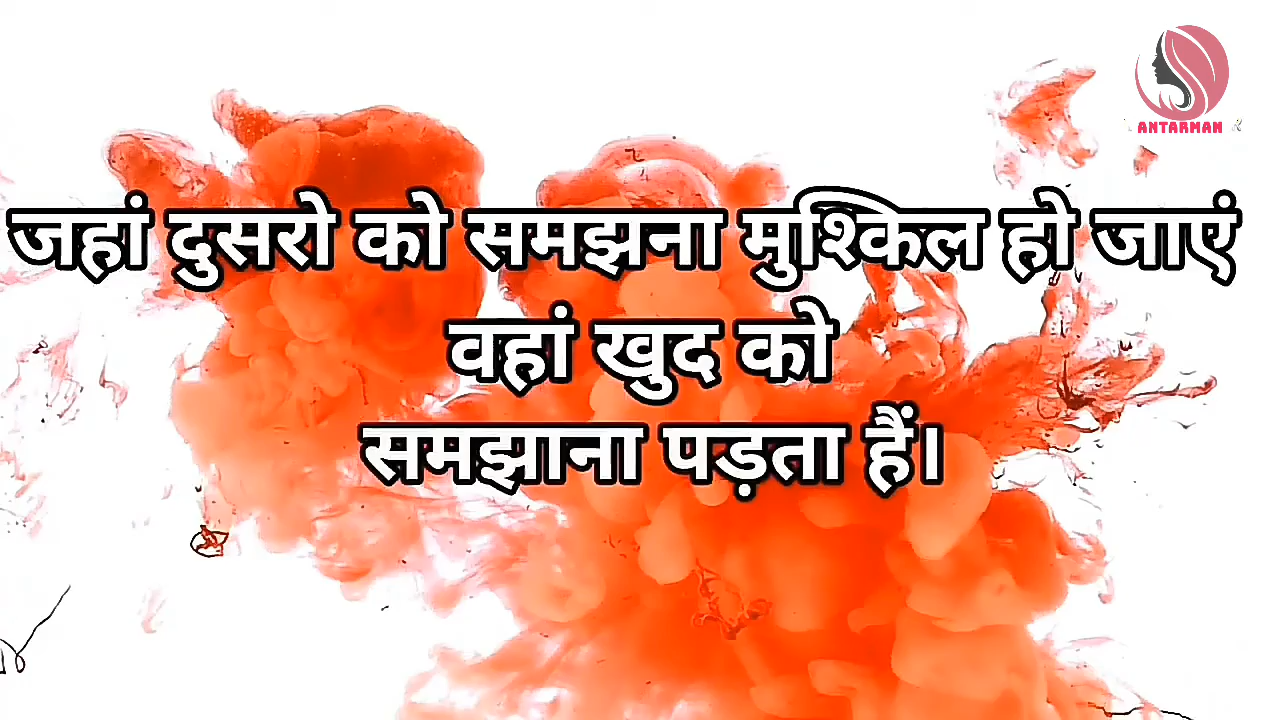 ANTARMAN
जहां दुसरो को समझना मुश्किल हो जाएं
वहां खुद को
समझाना पड़ता हैं।